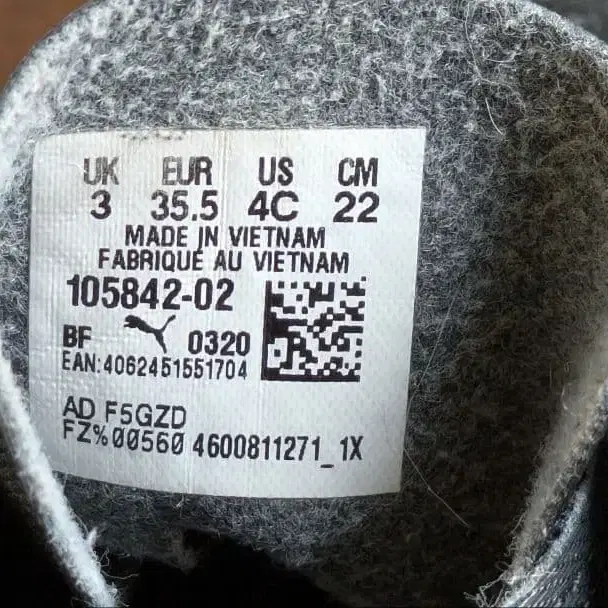 UK EUR US CM
3 35.5 4C 22
MADE IN VIETNAM
FABRIQUÉ AU VIETNAM
105842-02
BF 0320
EAN:4062451551704
AD F5GZD
FZ%00560 4600811271_1X